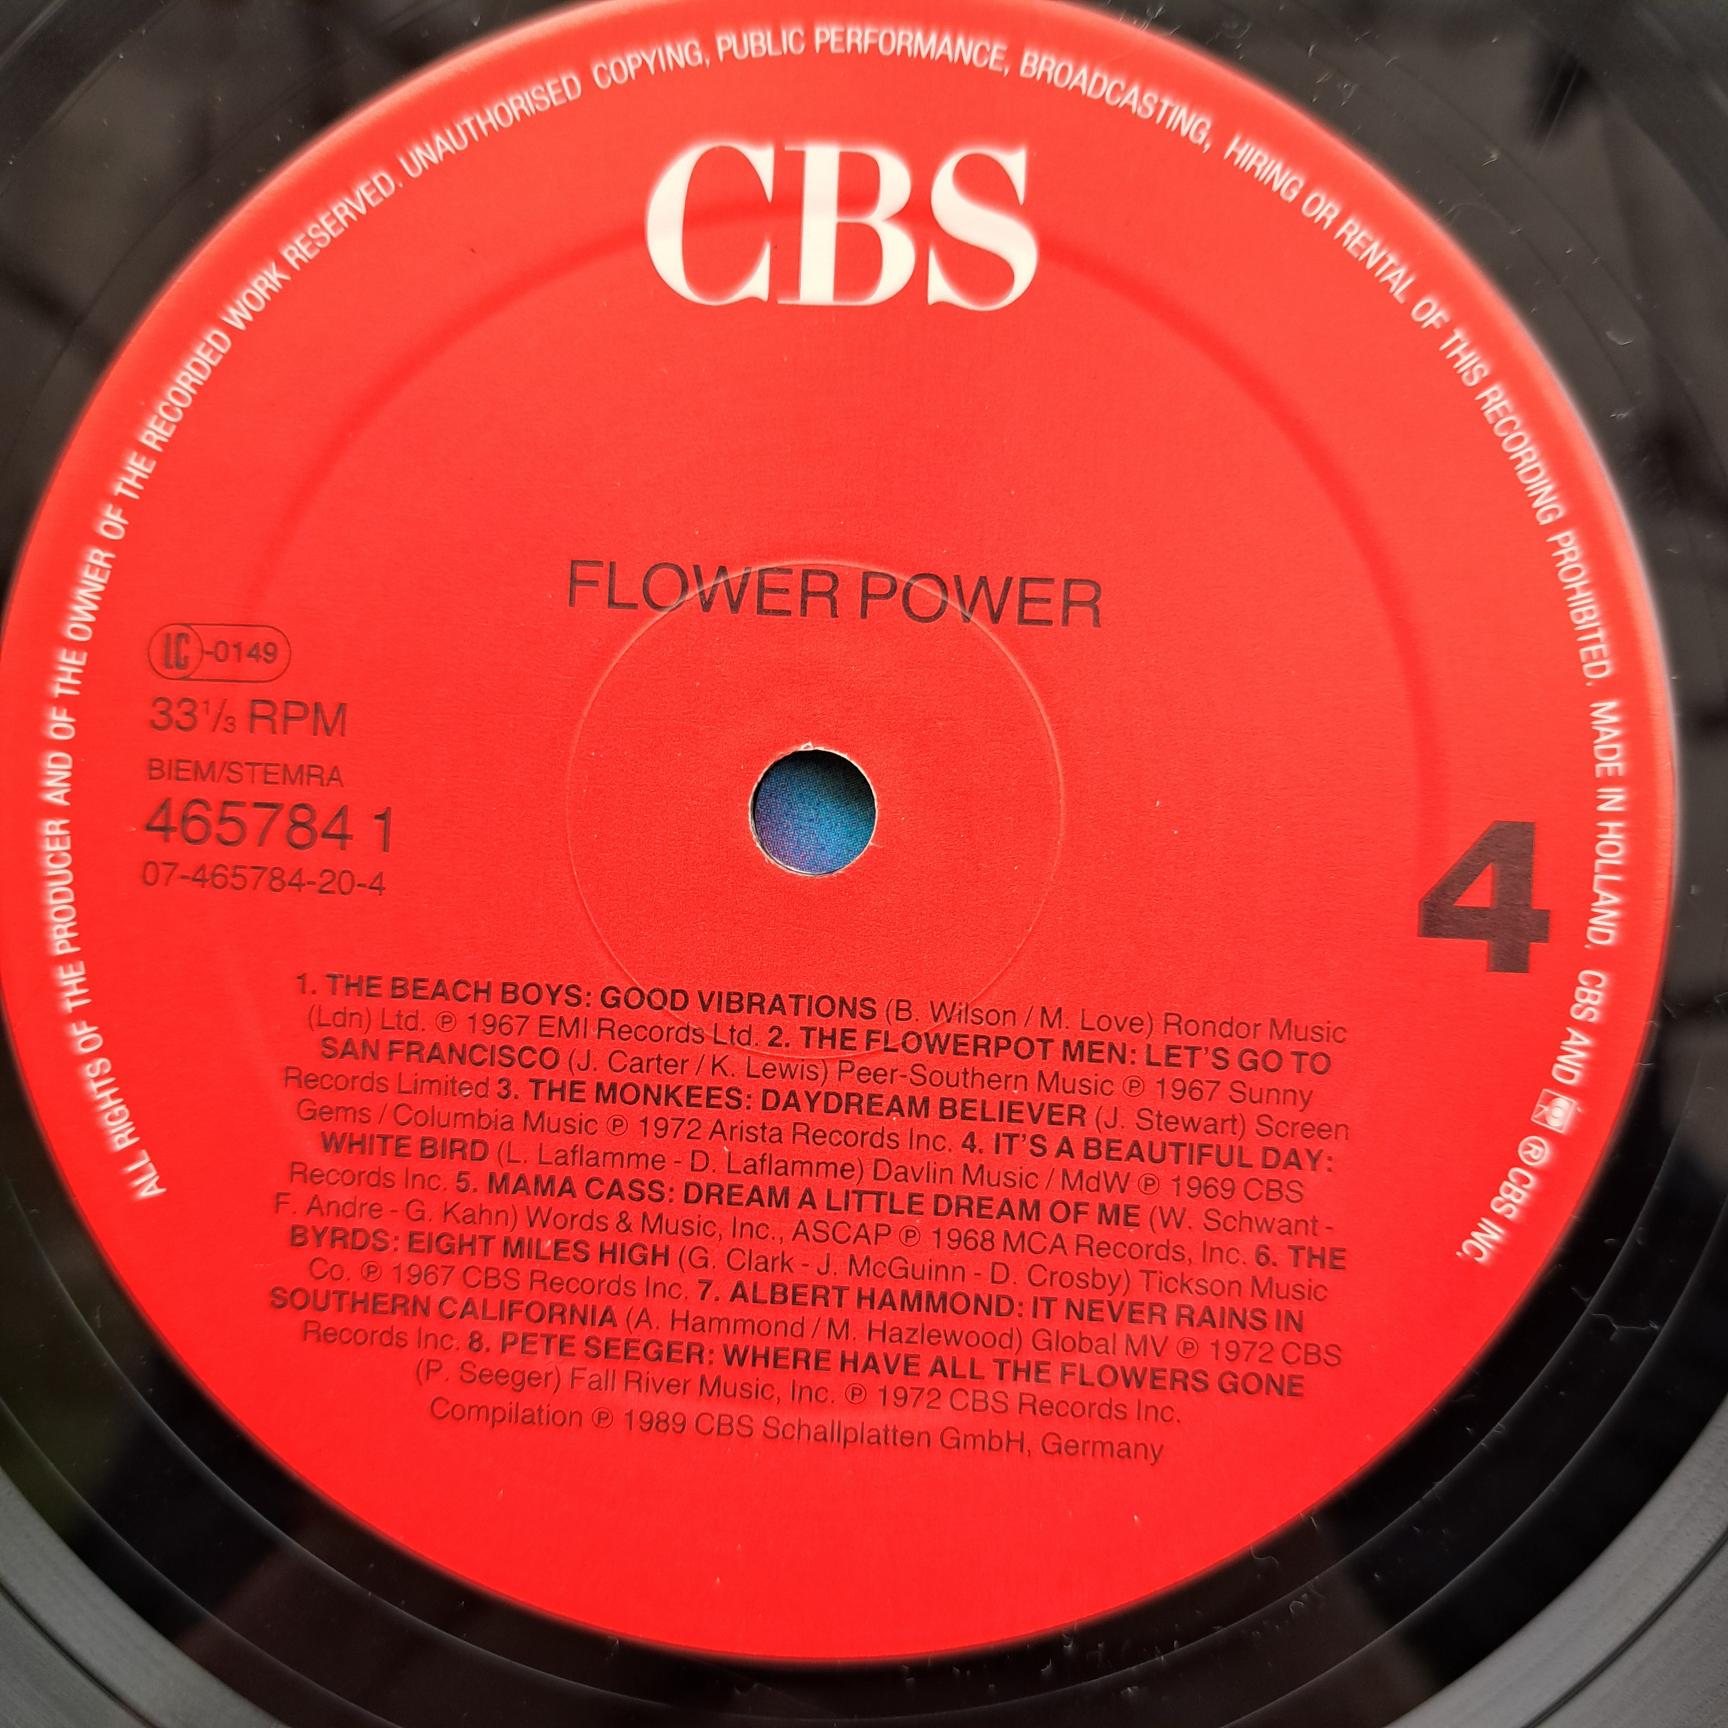 ALL RIGHTS OF THE PRODUCER AND OF THE OWNER OF THE RECORDED WORK RESERVED. UNAUTHORISED COPYING, PUBLIC PERFORMANCE, BROADCASTING, HIRING OR RENTAL OF THIS RECORDING PROHIBITED. MADE IN HOLLAND. CBS AND ® CBS INC.
CBS
FLOWER POWER
LC-0149
33⅓ RPM
BIEM/STEMRA
465784 1
07-465784-20-4
4
1. THE BEACH BOYS: GOOD VIBRATIONS (B. Wilson / M. Love) Rondor Music
(Ldn) Ltd. ℗ 1967 EMI Records Ltd. 2. THE FLOWERPOT MEN: LET'S GO TO
SAN FRANCISCO (J. Carter / K. Lewis) Peer-Southern Music ℗ 1967 Sunny
Records Limited 3. THE MONKEES: DAYDREAM BELIEVER (J. Stewart) Screen
Gems / Columbia Music ℗ 1972 Arista Records Inc. 4. IT'S A BEAUTIFUL DAY:
WHITE BIRD (L. Laflamme - D. Laflamme) Davlin Music / MdW ℗ 1969 CBS
Records Inc. 5. MAMA CASS: DREAM A LITTLE DREAM OF ME (W. Schwant -
F. Andre - G. Kahn) Words & Music, Inc., ASCAP ℗ 1968 MCA Records, Inc. 6. THE
BYRDS: EIGHT MILES HIGH (G. Clark - J. McGuinn - D. Crosby) Tickson Music
Co. ℗ 1967 CBS Records Inc. 7. ALBERT HAMMOND: IT NEVER RAINS IN
SOUTHERN CALIFORNIA (A. Hammond / M. Hazlewood) Global MV ℗ 1972 CBS
Records Inc. 8. PETE SEEGER: WHERE HAVE ALL THE FLOWERS GONE
(P. Seeger) Fall River Music, Inc. ℗ 1972 CBS Records Inc.
Compilation ℗ 1989 CBS Schallplatten GmbH, Germany